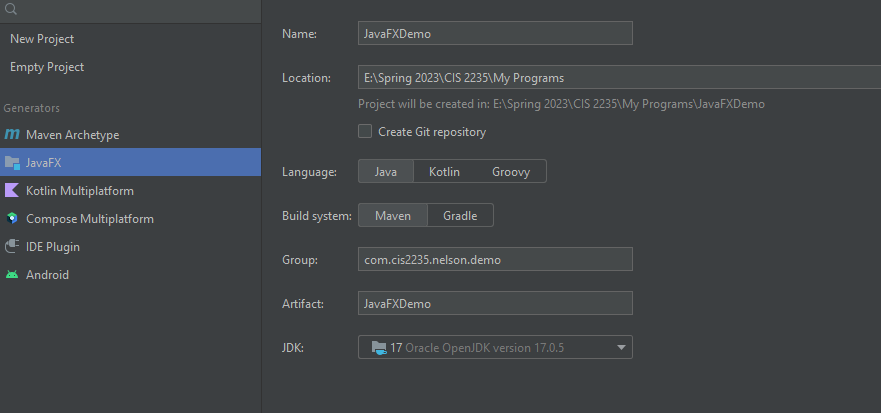 New Project
Empty Project
Generators
Maven Archetype
JavaFX
Kotlin Multiplatform
Compose Multiplatform
IDE Plugin
Android
Name: JavaFXDemo
Location: E:\Spring 2023\CIS 2235\My Programs
Project will be created in: E:\Spring 2023\CIS 2235\My Programs\JavaFXDemo
Create Git repository
Language: Java Kotlin Groovy
Build system: Maven Gradle
Group: com.cis2235.nelson.demo
Artifact: JavaFXDemo
JDK: 17 Oracle OpenJDK version 17.0.5